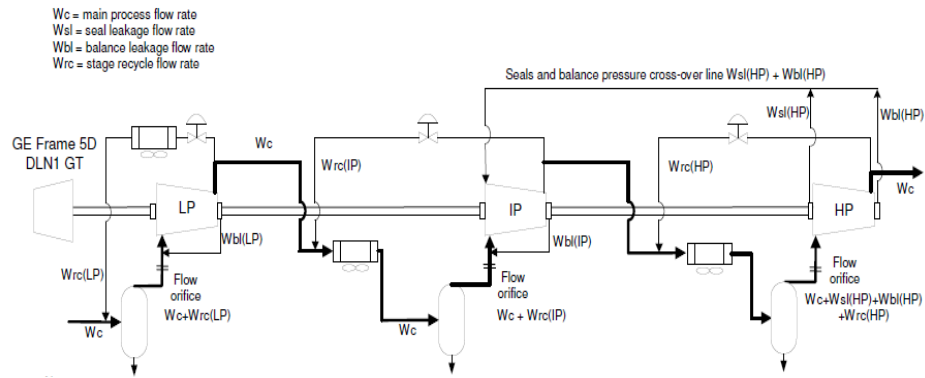 Wc = main process flow rate
Wsl = seal leakage flow rate
Wbl = balance leakage flow rate
Wrc = stage recycle flow rate
Seals and balance pressure cross-over line Wsl(HP) + Wbl(HP)
Wsl(HP)
Wbl(HP)
GE Frame 5D
DLN1 GT
Wc
Wrc(IP)
Wrc(HP)
Wc
LP
IP
HP
Wbl(LP)
Wbl(IP)
Wrc(LP)
Flow
orifice
Wc+Wrc(LP)
Flow
orifice
Wc + Wrc(IP)
Flow
orifice
Wc+Wsl(HP)+Wbl(HP)
+Wrc(HP)
Wc
Wc